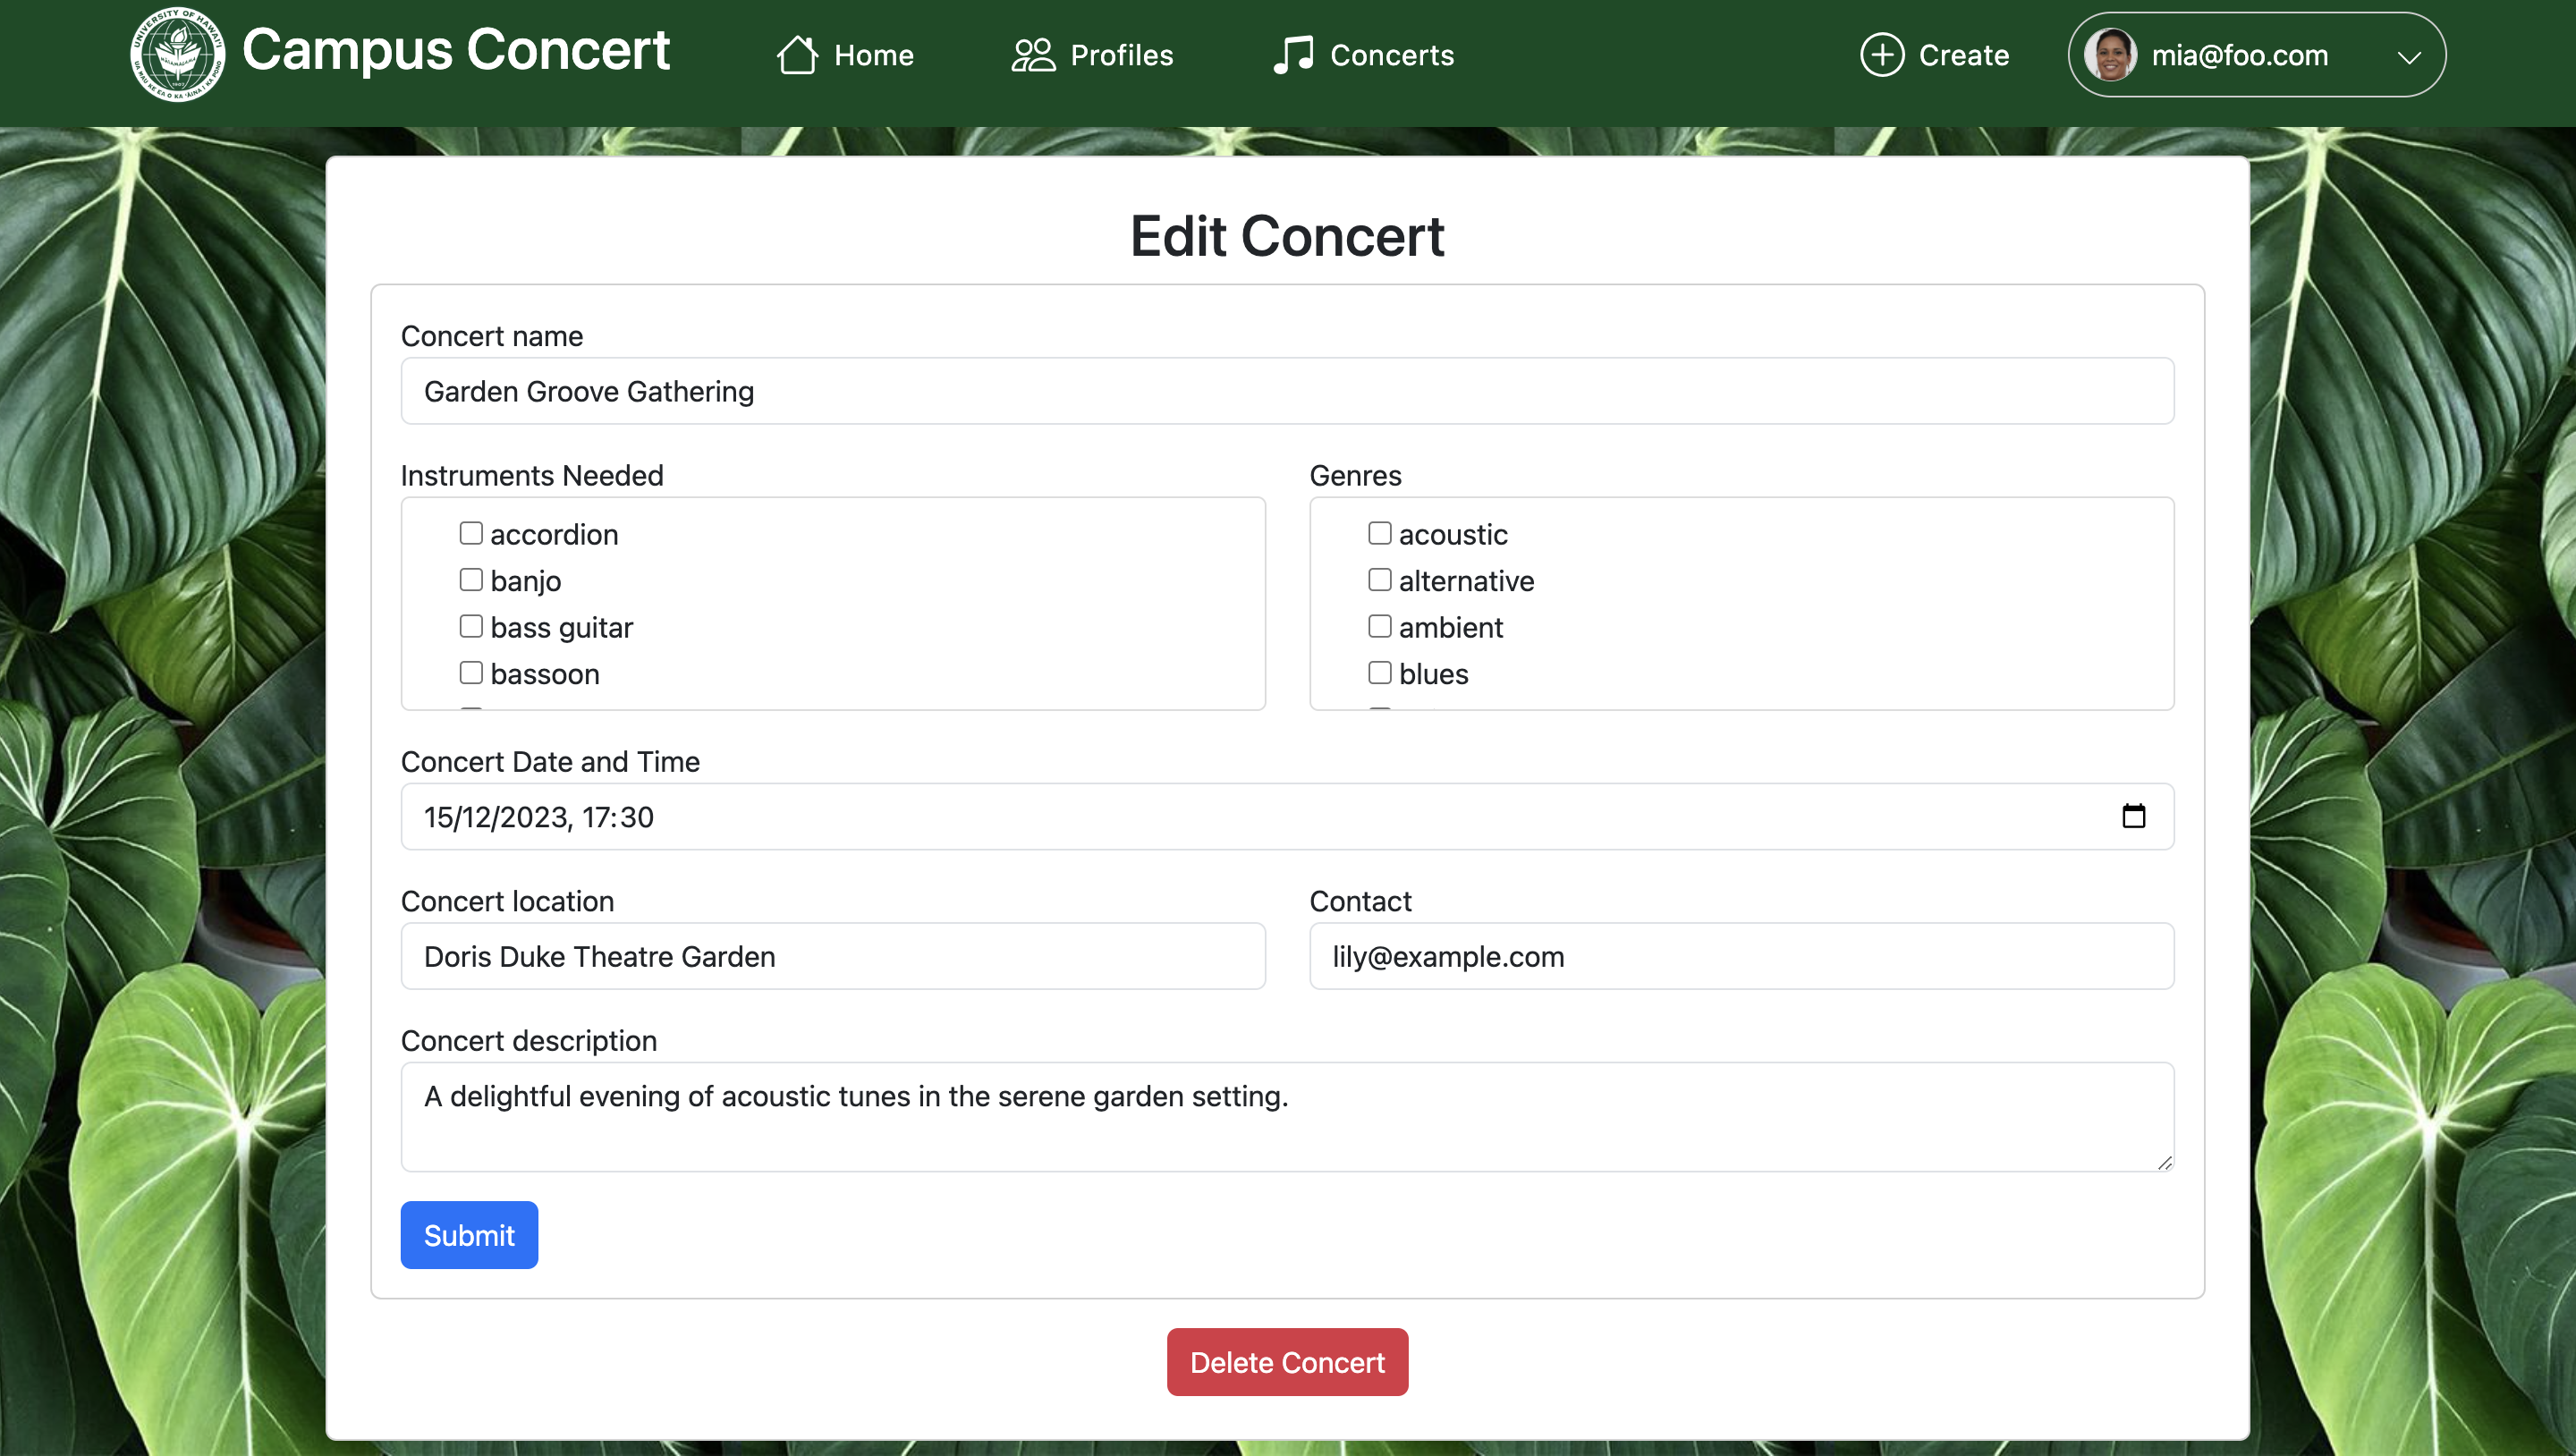 UNIVERSITY OF HAWAI'I
Campus Concert
Home
Profiles
Concerts
Create
mia@foo.com
Edit Concert
Concert name
Garden Groove Gathering
Instruments Needed
Genres
accordion
acoustic
banjo
alternative
bass guitar
ambient
bassoon
blues
Concert Date and Time
15/12/2023, 17:30
Concert location
Contact
Doris Duke Theatre Garden
lily@example.com
Concert description
A delightful evening of acoustic tunes in the serene garden setting.
Submit
Delete Concert